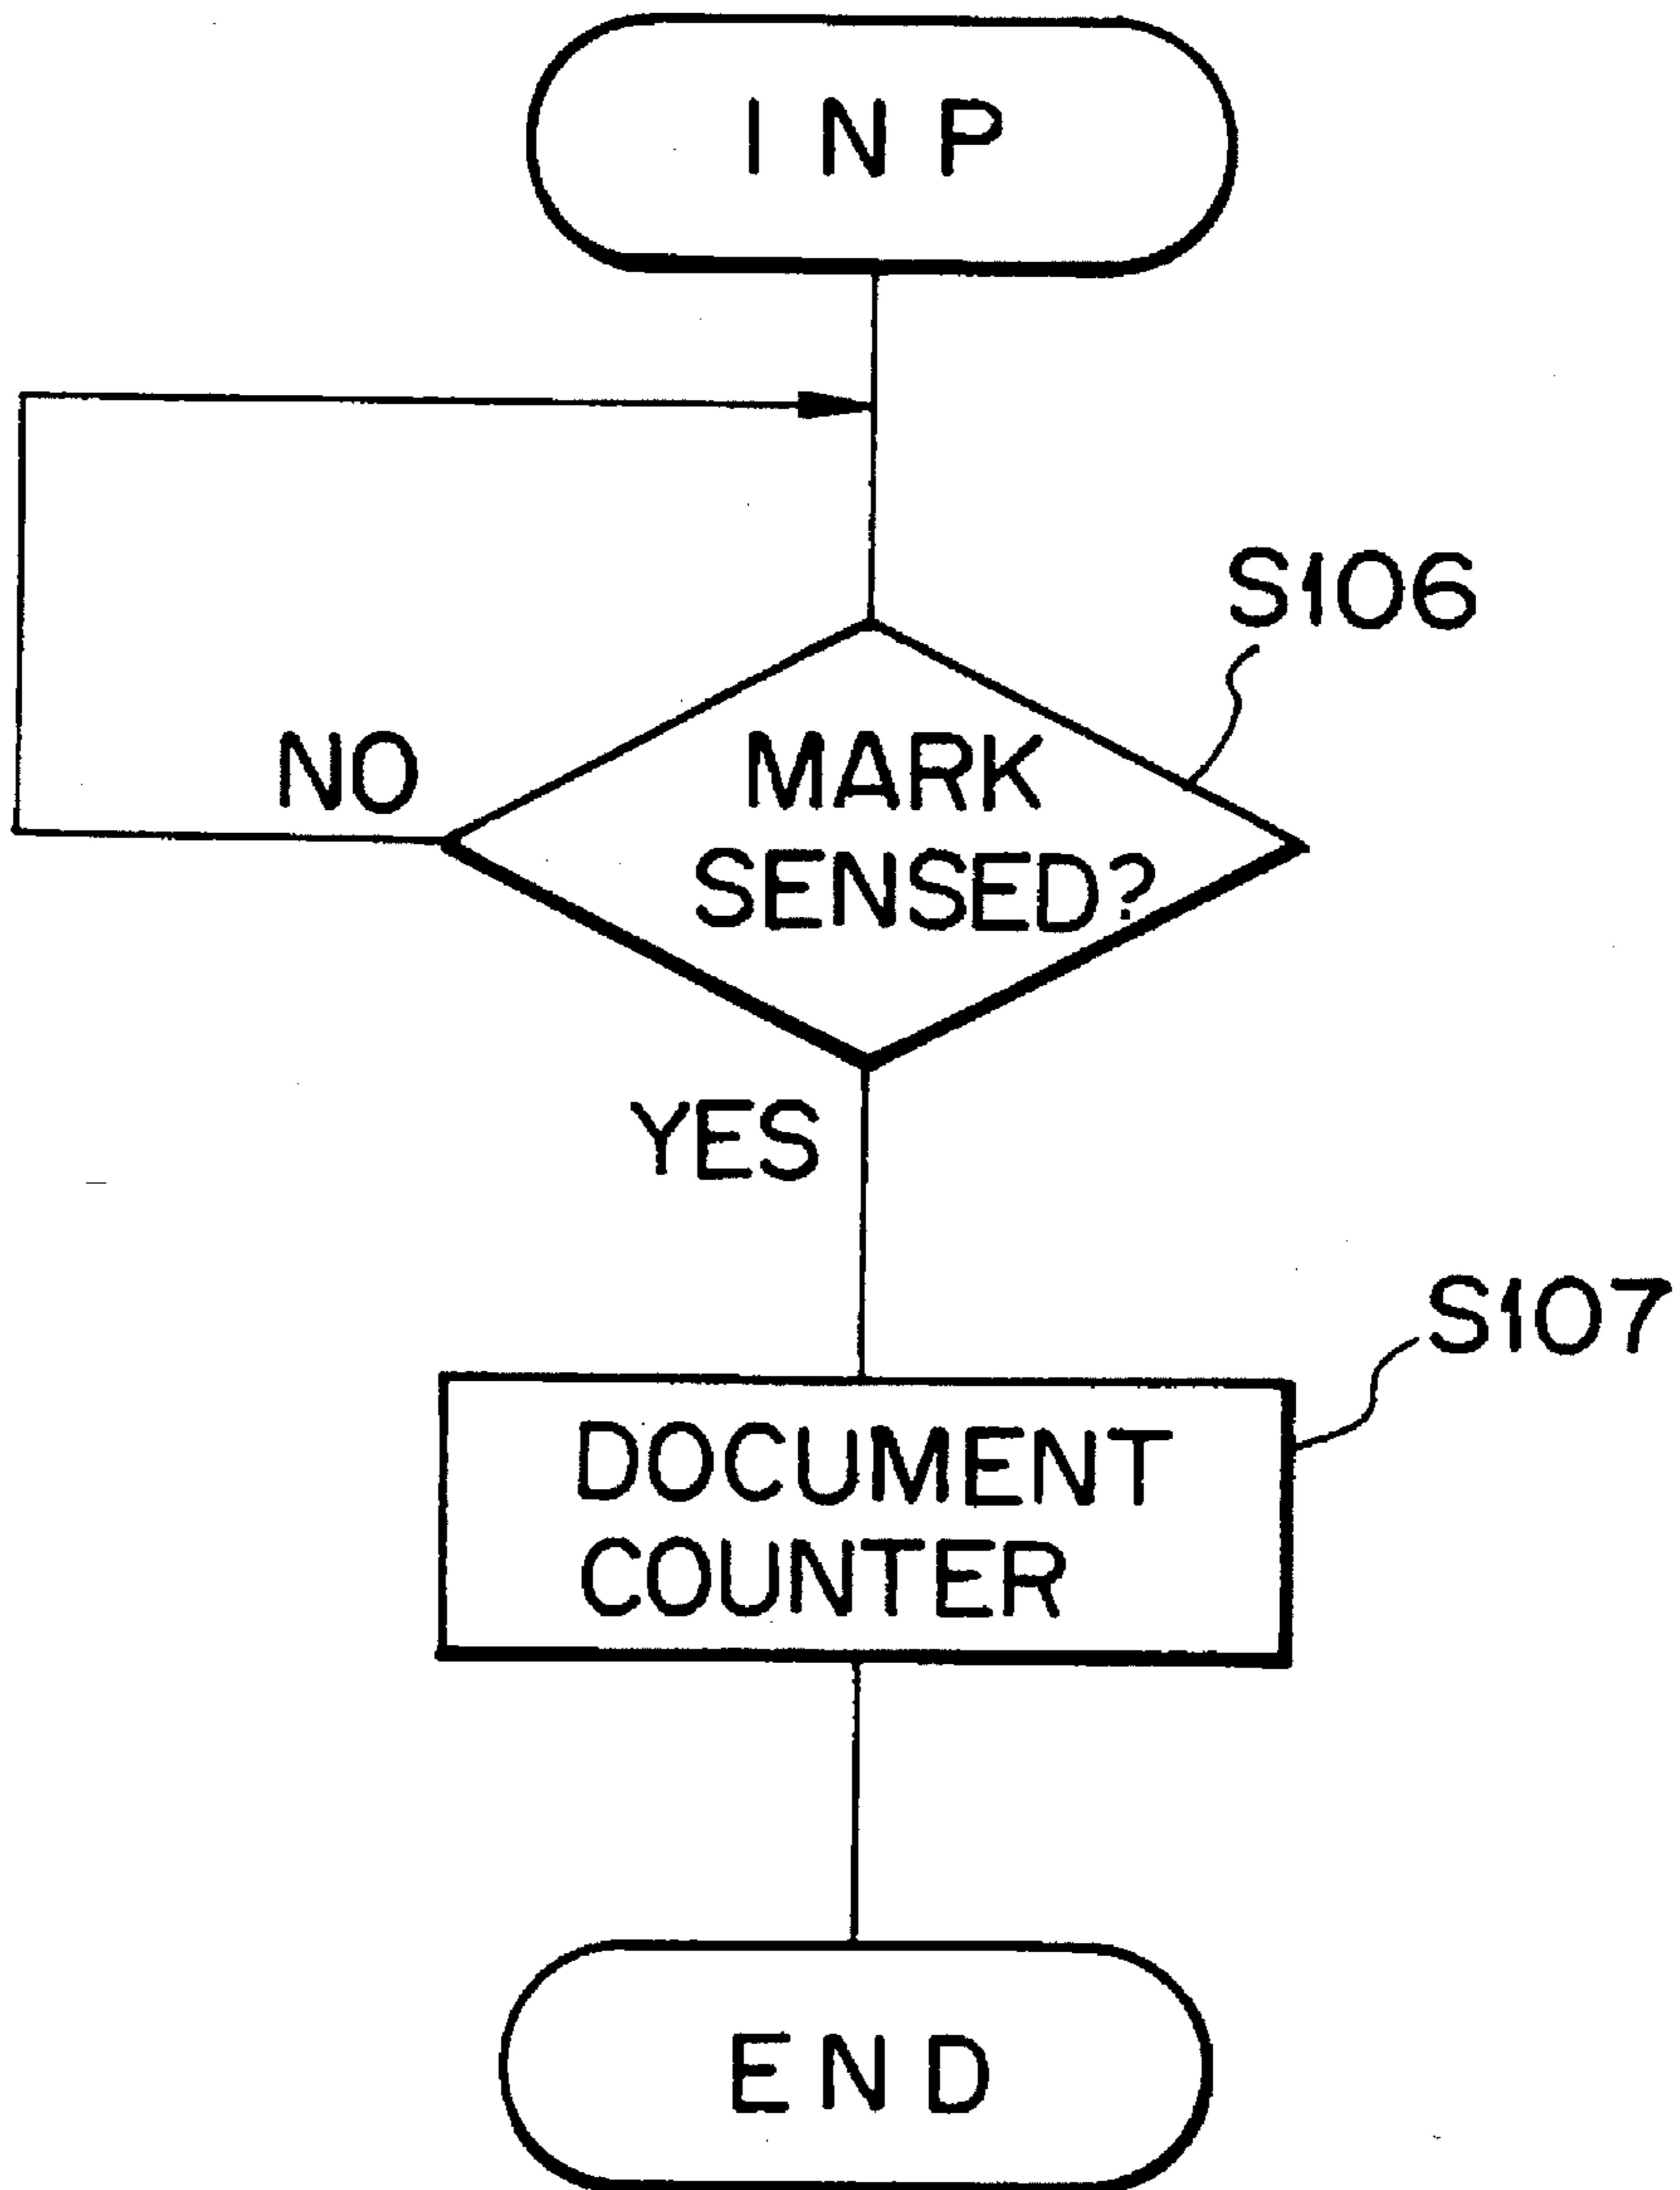 INP
S106
NO
MARK
SENSED?
YES
S107
DOCUMENT
COUNTER
END